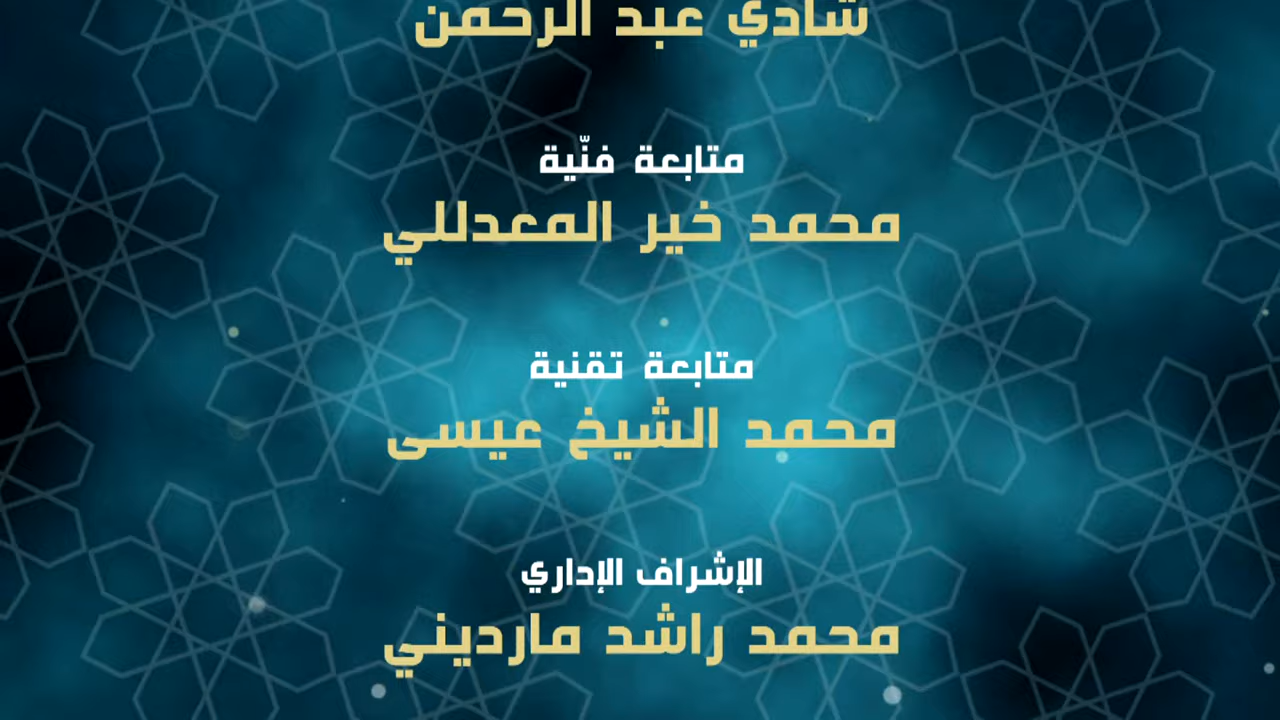 شادي عبد الرحمن
متابعة فنّية
محمد خير المعدللي
متابعة تقنية
محمد الشيخ عيسى
الإشراف الإداري
محمد راشد مارديني